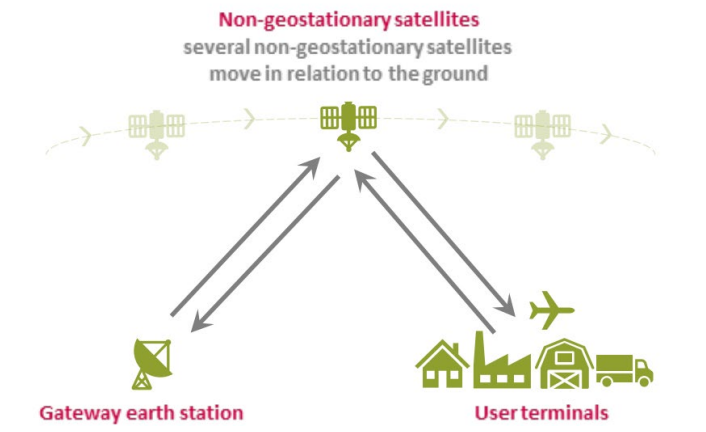 Non-geostationary satellites
several non-geostationary satellites
move in relation to the ground
Gateway earth station
User terminals